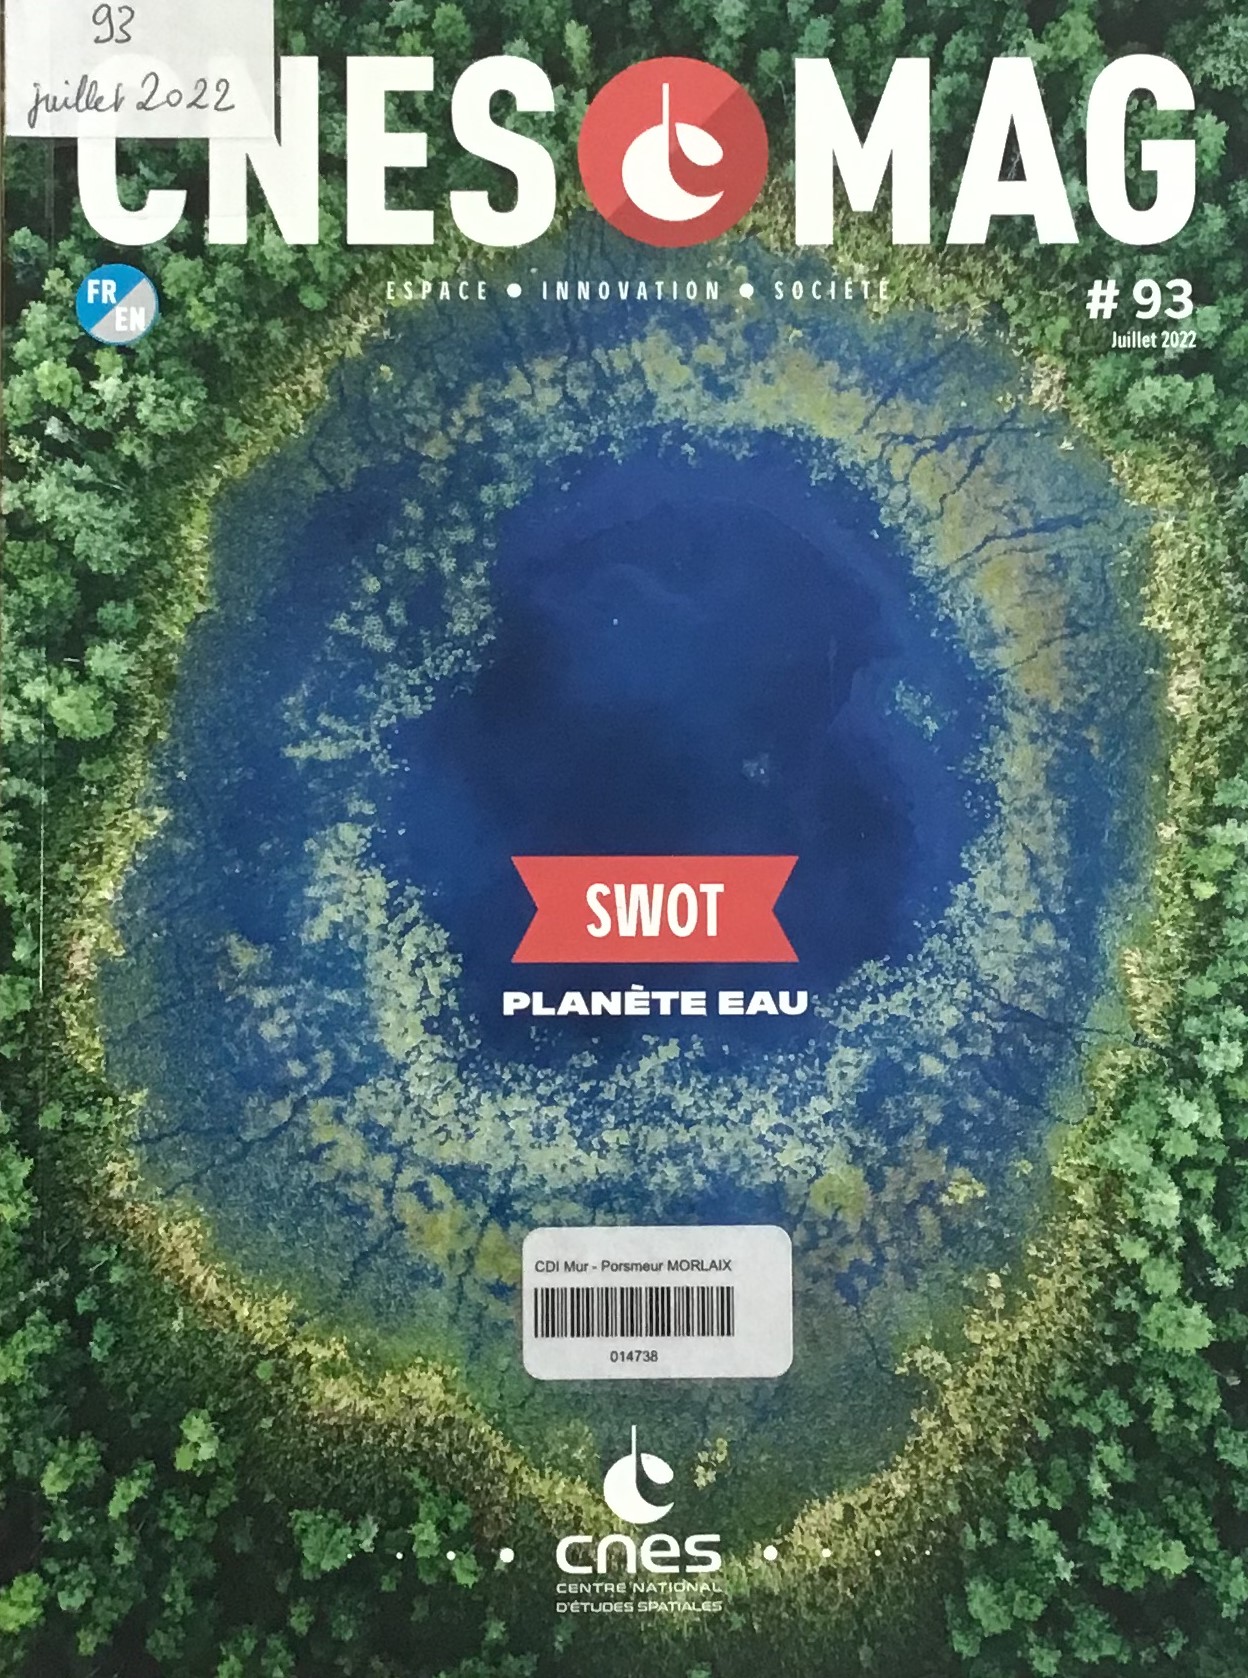 93
juillet 2022
CNES MAG
FR
EN
ESPACE • INNOVATION • SOCIÉTÉ
# 93
Juillet 2022
SWOT
PLANÈTE EAU
CDI Mur - Porsmeur MORLAIX
014738
cnes
CENTRE NATIONAL
D'ÉTUDES SPATIALES